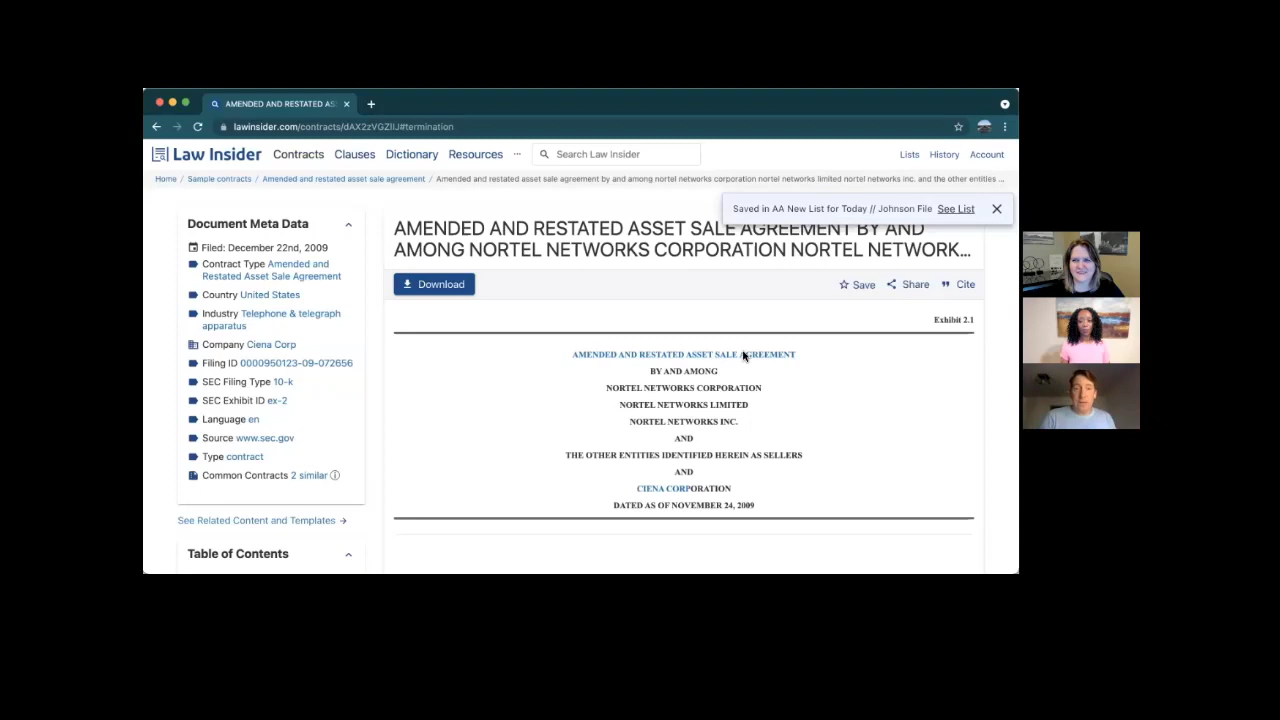 AMENDED AND RESTATED AS
lawinsider.com/contracts/dAX2zVGZlIJ#termination
Law Insider
Contracts Clauses Dictionary Resources ···
Search Law Insider
Lists History Account
Home / Sample contracts / Amended and restated asset sale agreement / Amended and restated asset sale agreement by and among nortel networks corporation nortel networks limited nortel networks inc. and the other entities ...
Saved in AA New List for Today // Johnson File See List
Document Meta Data
Filed: December 22nd, 2009
Contract Type Amended and
Restated Asset Sale Agreement
Country United States
Industry Telephone & telegraph
apparatus
Company Ciena Corp
Filing ID 0000950123-09-072656
SEC Filing Type 10-k
SEC Exhibit ID ex-2
Language en
Source www.sec.gov
Type contract
Common Contracts 2 similar
See Related Content and Templates →
Table of Contents
AMENDED AND RESTATED ASSET SALE AGREEMENT BY AND
AMONG NORTEL NETWORKS CORPORATION NORTEL NETWORK...
Download
Save Share Cite
Exhibit 2.1
AMENDED AND RESTATED ASSET SALE AGREEMENT
BY AND AMONG
NORTEL NETWORKS CORPORATION
NORTEL NETWORKS LIMITED
NORTEL NETWORKS INC.
AND
THE OTHER ENTITIES IDENTIFIED HEREIN AS SELLERS
AND
CIENA CORPORATION
DATED AS OF NOVEMBER 24, 2009